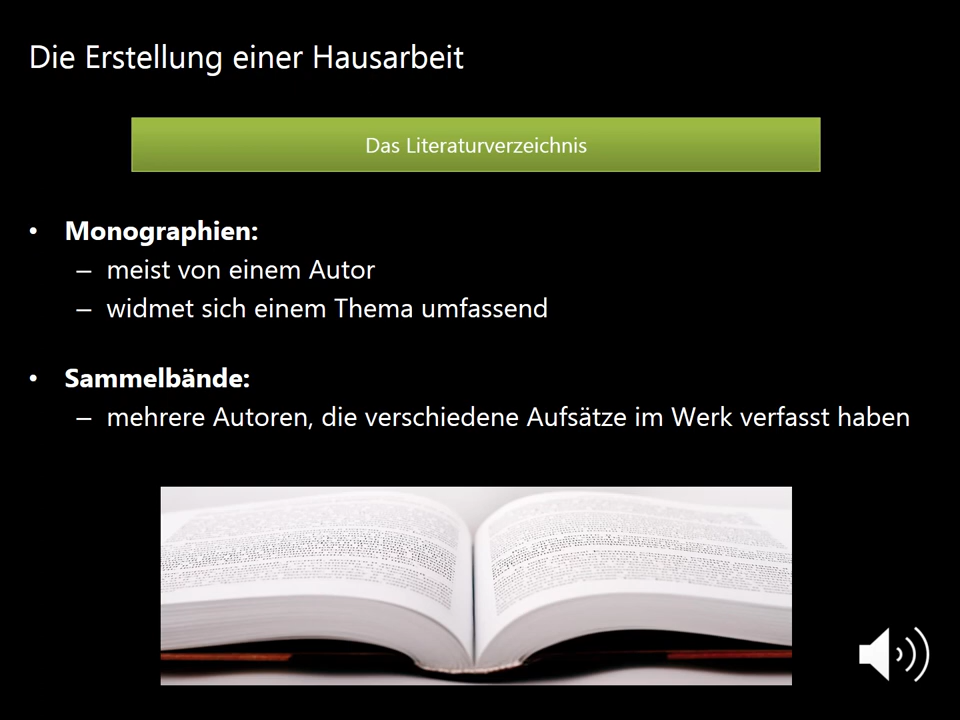 Die Erstellung einer Hausarbeit
Das Literaturverzeichnis
• Monographien:
– meist von einem Autor
– widmet sich einem Thema umfassend
• Sammelbände:
– mehrere Autoren, die verschiedene Aufsätze im Werk verfasst haben